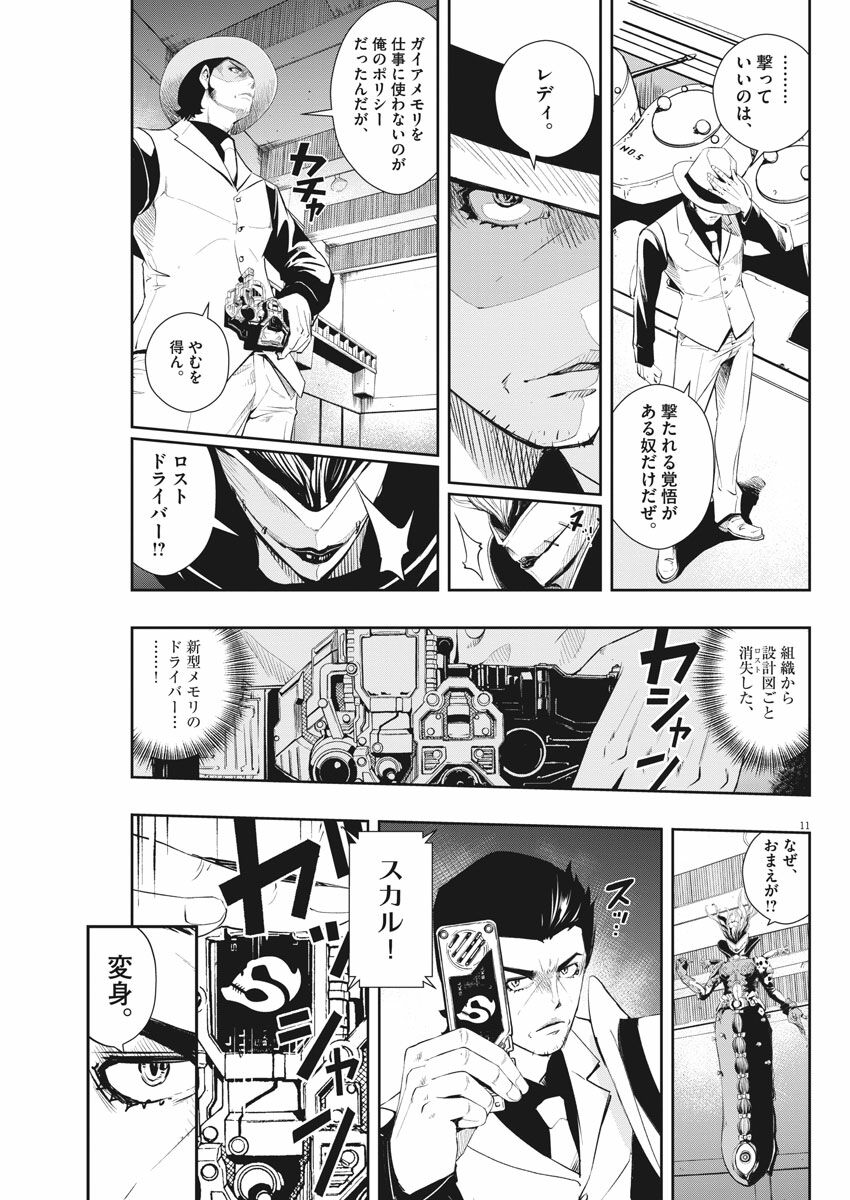 ………
撃って
いいのは、
NO.5
撃たれる覚悟が
ある奴だけだぜ。
レディ。
ガイアメモリを
仕事に使わないのが
俺のポリシー
だったんだが、
カチャ
やむを
得ん。
ロスト
ドライバー!?
組織から
設計図ごと
消失した、
ロスト
カシャン
新型メモリの
ドライバー…
……!
11
なぜ、
おまえが!?
スッ…
スカル!
S
ガシャン
変身。